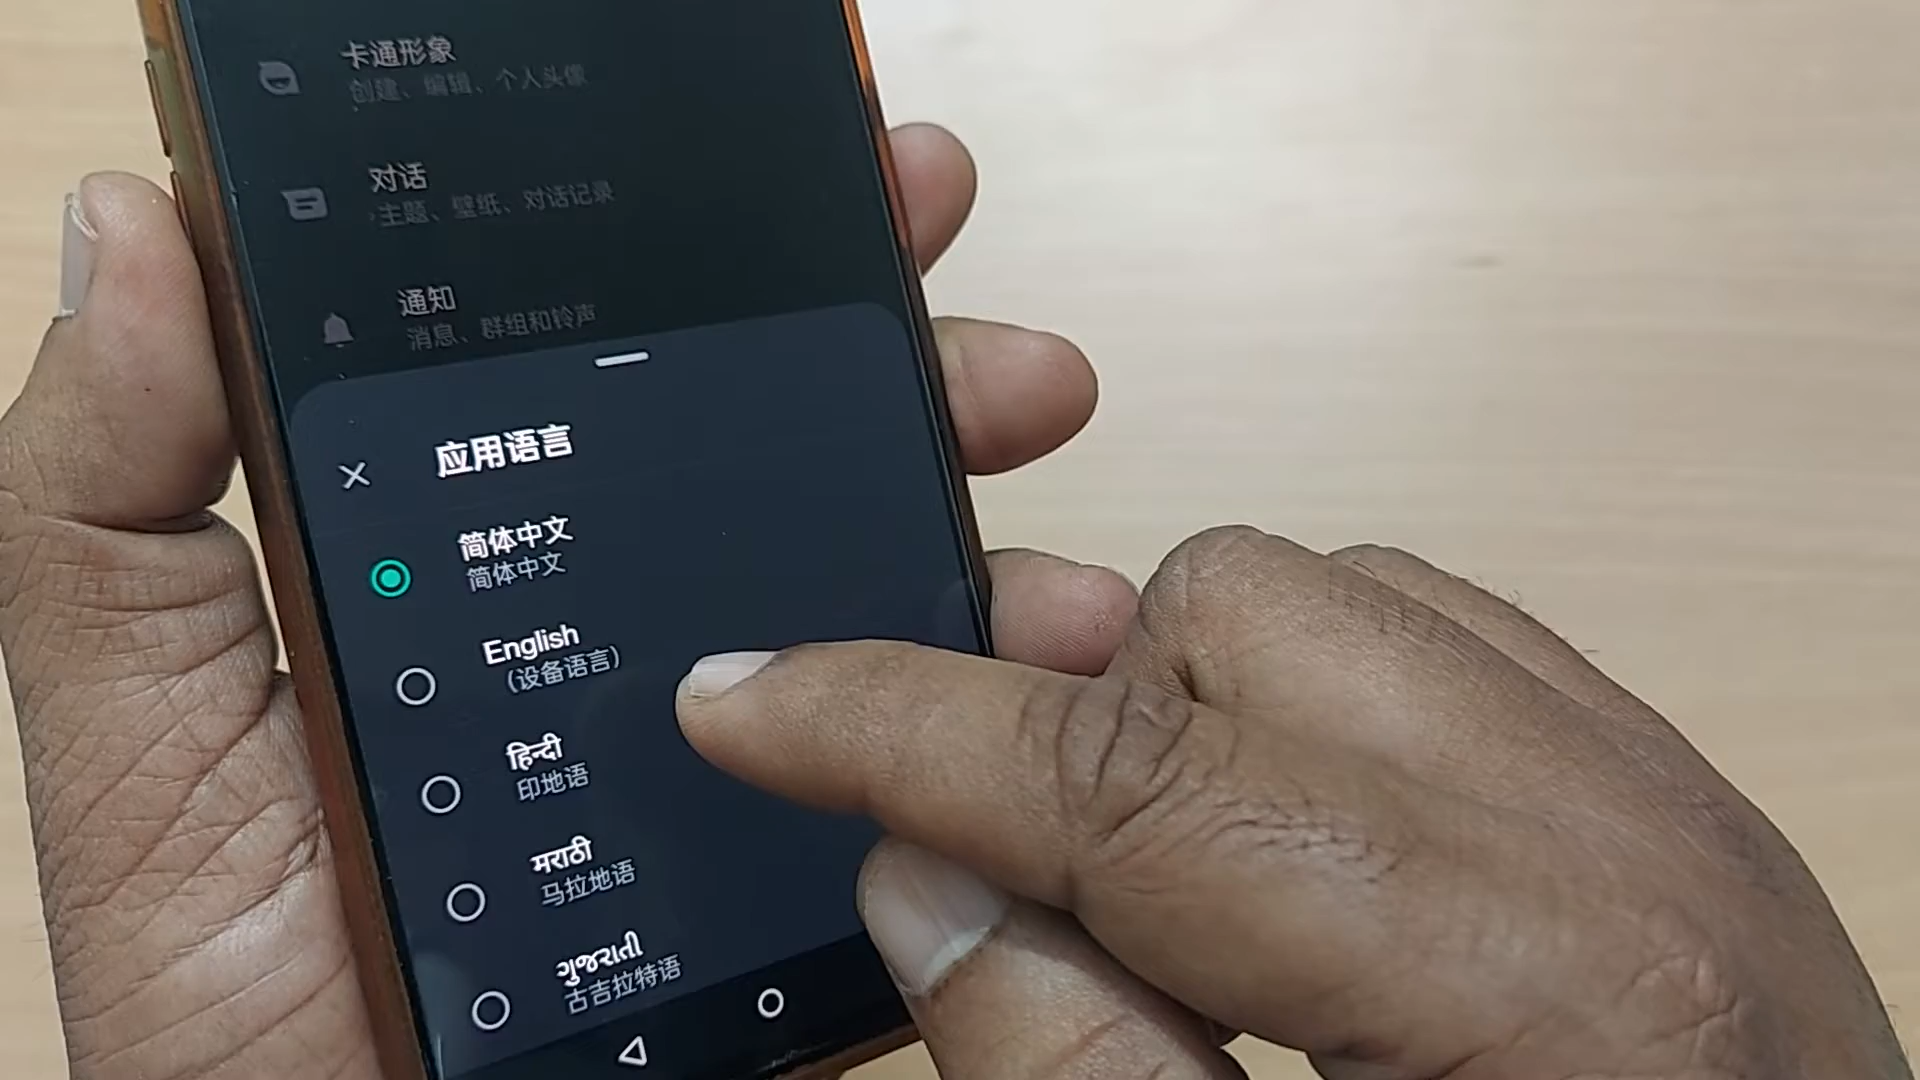 卡通形象
创建、编辑、个人头像
对话
主题、壁纸、对话记录
通知
消息、群组和铃声
应用语言
简体中文
简体中文
English
(设备语言)
हिन्दी
印地语
मराठी
马拉地语
ગુજરાતી
古吉拉特语